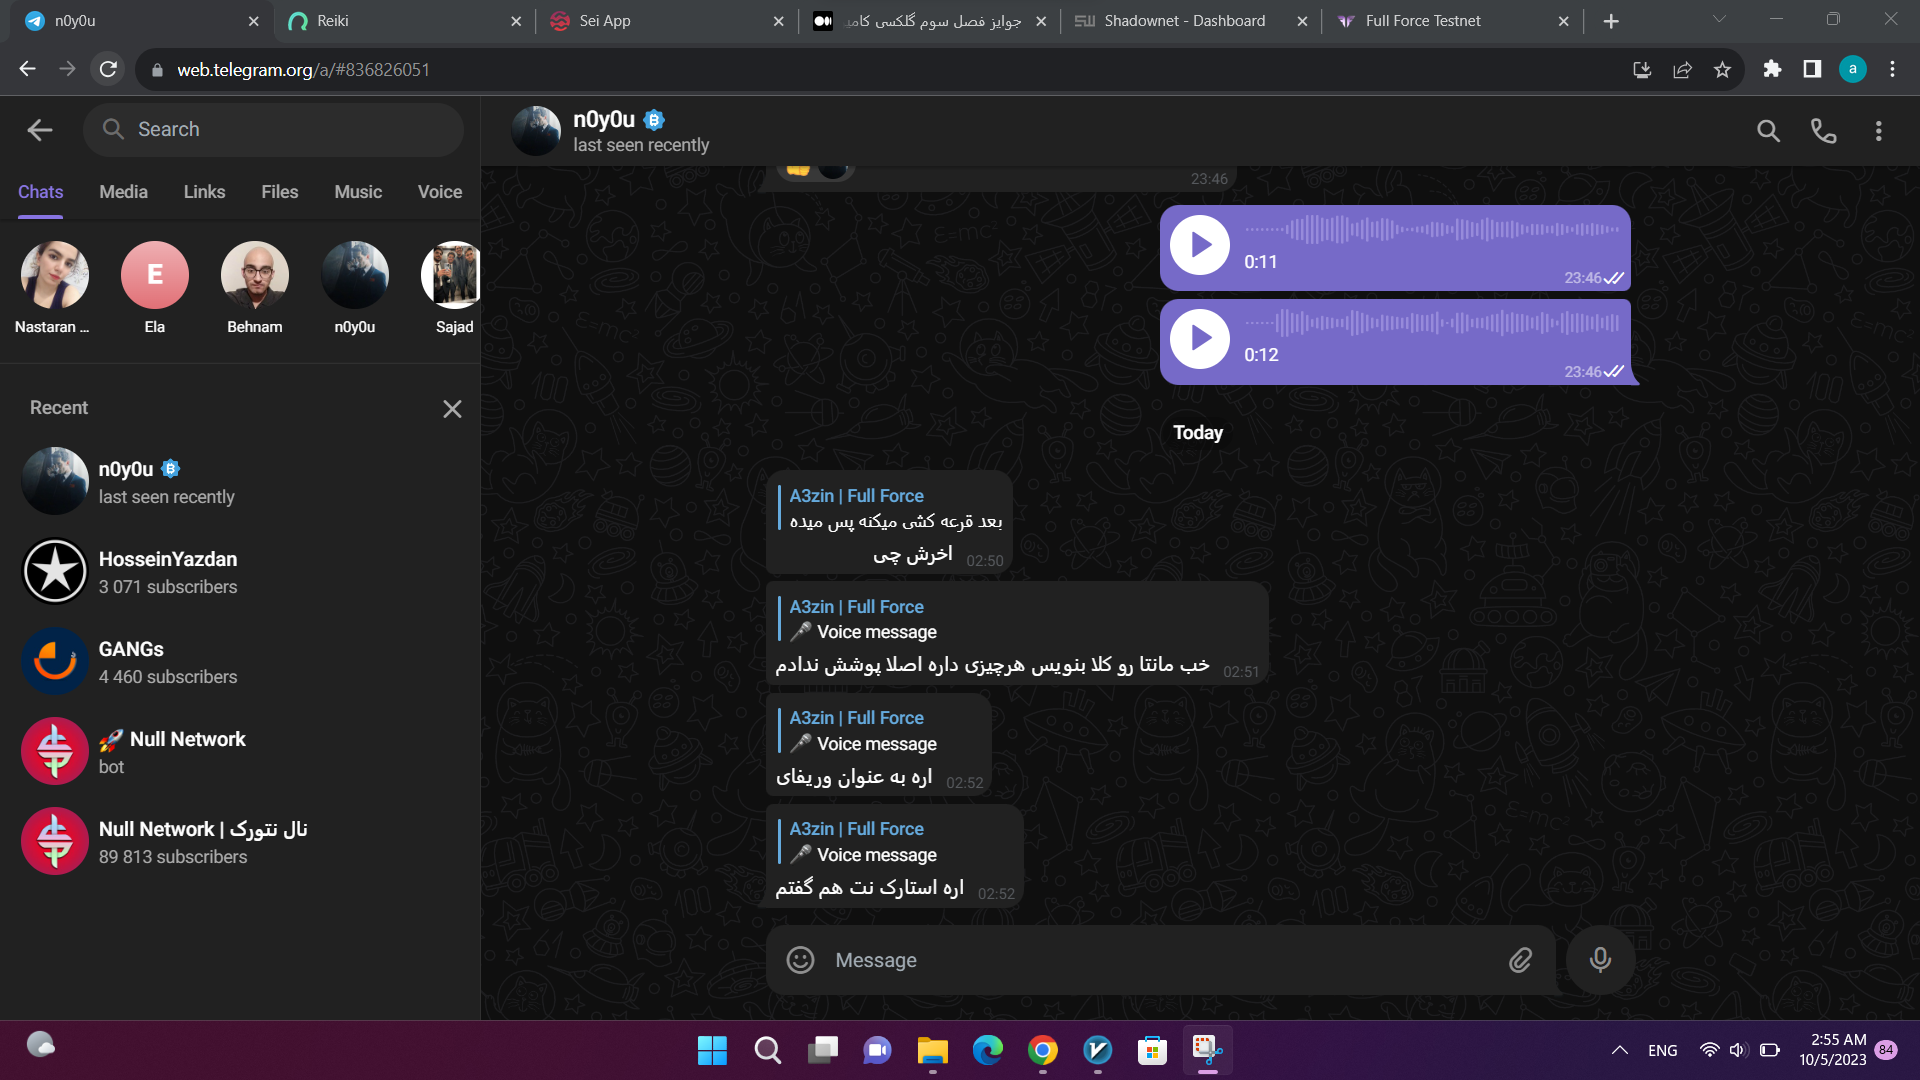 n0y0u
Reiki
Sei App
جوایز فصل سوم گلکسی کامی
Shadownet - Dashboard
Full Force Testnet
web.telegram.org/a/#836826051
a
Search
n0y0u
last seen recently
Chats
Media
Links
Files
Music
Voice
Nastaran ...
E
Ela
Behnam
n0y0u
Sajad
Recent
n0y0u
last seen recently
HosseinYazdan
3 071 subscribers
GANGs
4 460 subscribers
🚀 Null Network
bot
Null Network | نال نتورک
89 813 subscribers
23:46
0:11
23:46
0:12
23:46
Today
A3zin | Full Force
بعد قرعه کشی میکنه پس میده
اخرش چی
02:50
A3zin | Full Force
🎤 Voice message
خب مانتا رو کلا بنویس هرچیزی داره اصلا پوشش ندادم
02:51
A3zin | Full Force
🎤 Voice message
اره به عنوان وریفای
02:52
A3zin | Full Force
🎤 Voice message
اره استارک نت هم گفتم
02:52
Message
ENG
2:55 AM
10/5/2023
84